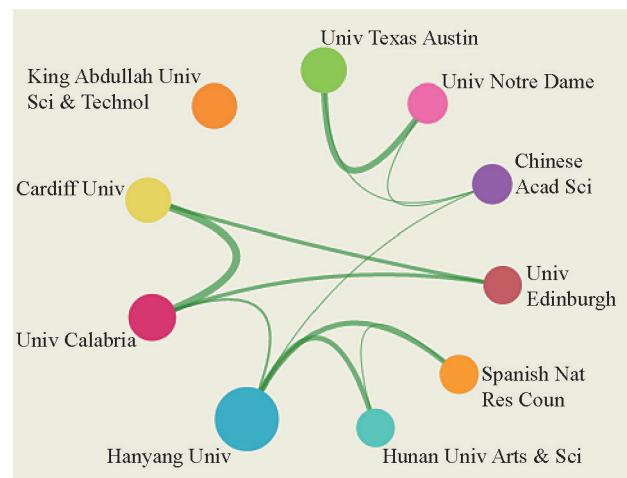 Univ Texas Austin
King Abdullah Univ
Sci & Technol
Univ Notre Dame
Chinese
Acad Sci
Cardiff Univ
Univ
Edinburgh
Univ Calabria
Spanish Nat
Res Coun
Hanyang Univ
Hunan Univ Arts & Sci